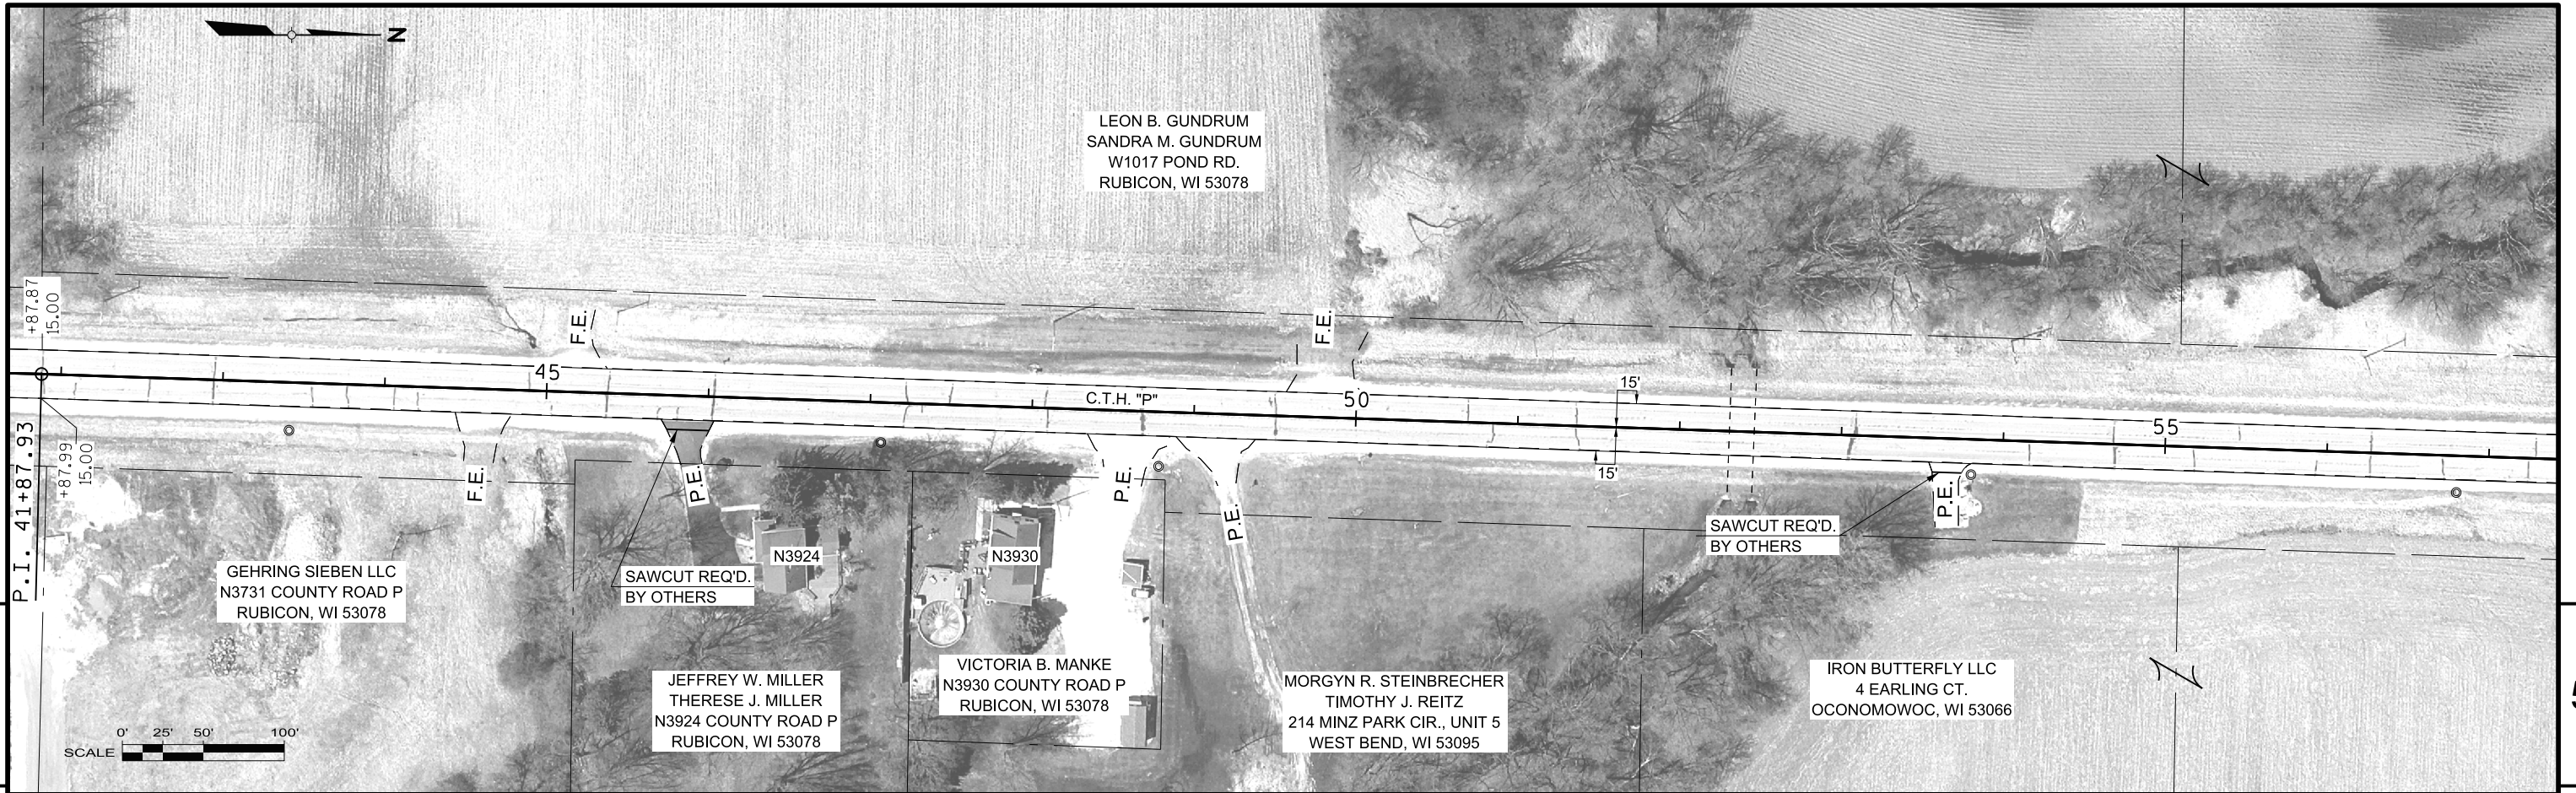 N
LEON B. GUNDRUM
SANDRA M. GUNDRUM
W1017 POND RD.
RUBICON, WI 53078
+87.87
15.00
F.E.
F.E.
45
C.T.H. "P"
50
15'
15'
55
P.I. 41+87.93
+87.99
15.00
F.E.
P.E.
P.E.
P.E.
P.E.
SAWCUT REQ'D.
BY OTHERS
N3924
N3930
SAWCUT REQ'D.
BY OTHERS
GEHRING SIEBEN LLC
N3731 COUNTY ROAD P
RUBICON, WI 53078
JEFFREY W. MILLER
THERESE J. MILLER
N3924 COUNTY ROAD P
RUBICON, WI 53078
VICTORIA B. MANKE
N3930 COUNTY ROAD P
RUBICON, WI 53078
MORGYN R. STEINBRECHER
TIMOTHY J. REITZ
214 MINZ PARK CIR., UNIT 5
WEST BEND, WI 53095
IRON BUTTERFLY LLC
4 EARLING CT.
OCONOMOWOC, WI 53066
0' 25' 50' 100'
SCALE